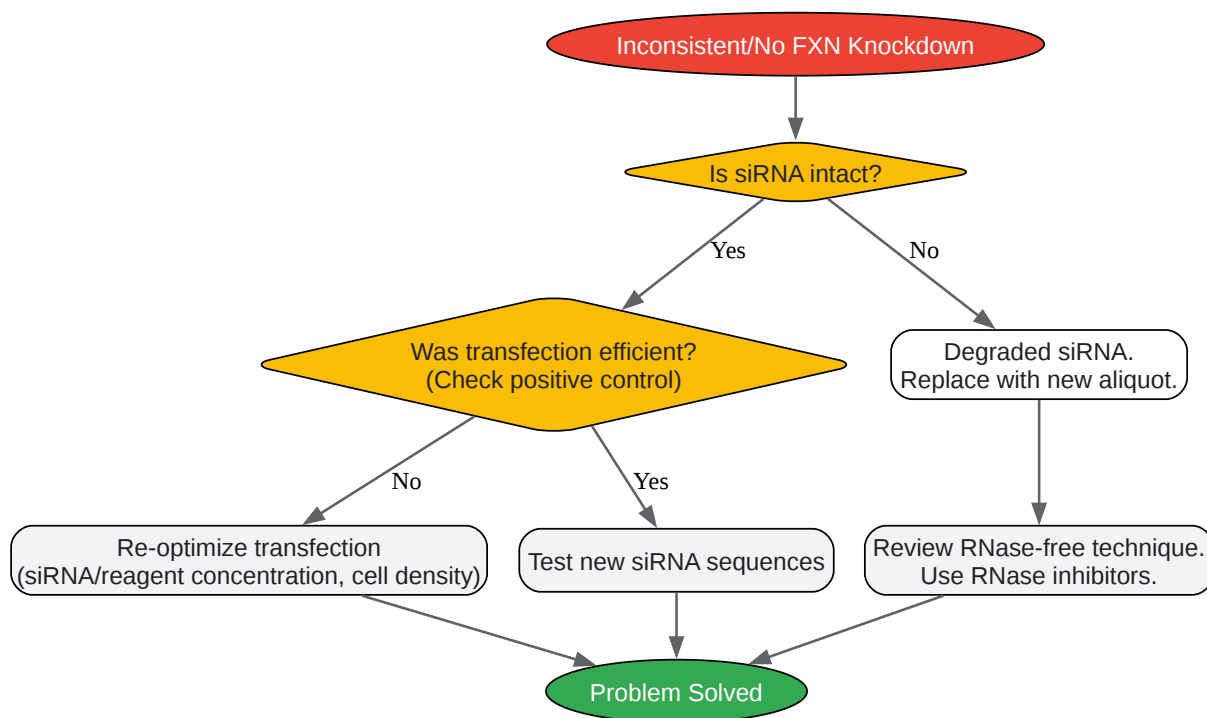 Inconsistent/No FXN Knockdown
Is siRNA intact?
Yes
No
Was transfection efficient?
(Check positive control)
Degraded siRNA.
Replace with new aliquot.
No
Yes
Re-optimize transfection
(siRNA/reagent concentration, cell density)
Test new siRNA sequences
Review RNase-free technique.
Use RNase inhibitors.
Problem Solved